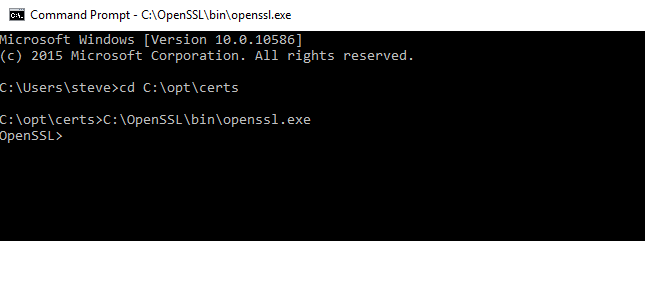 Command Prompt - C:\OpenSSL\bin\openssl.exe
Microsoft Windows [Version 10.0.10586]
(c) 2015 Microsoft Corporation. All rights reserved.
C:\Users\steve>cd C:\opt\certs
C:\opt\certs>C:\OpenSSL\bin\openssl.exe
OpenSSL>